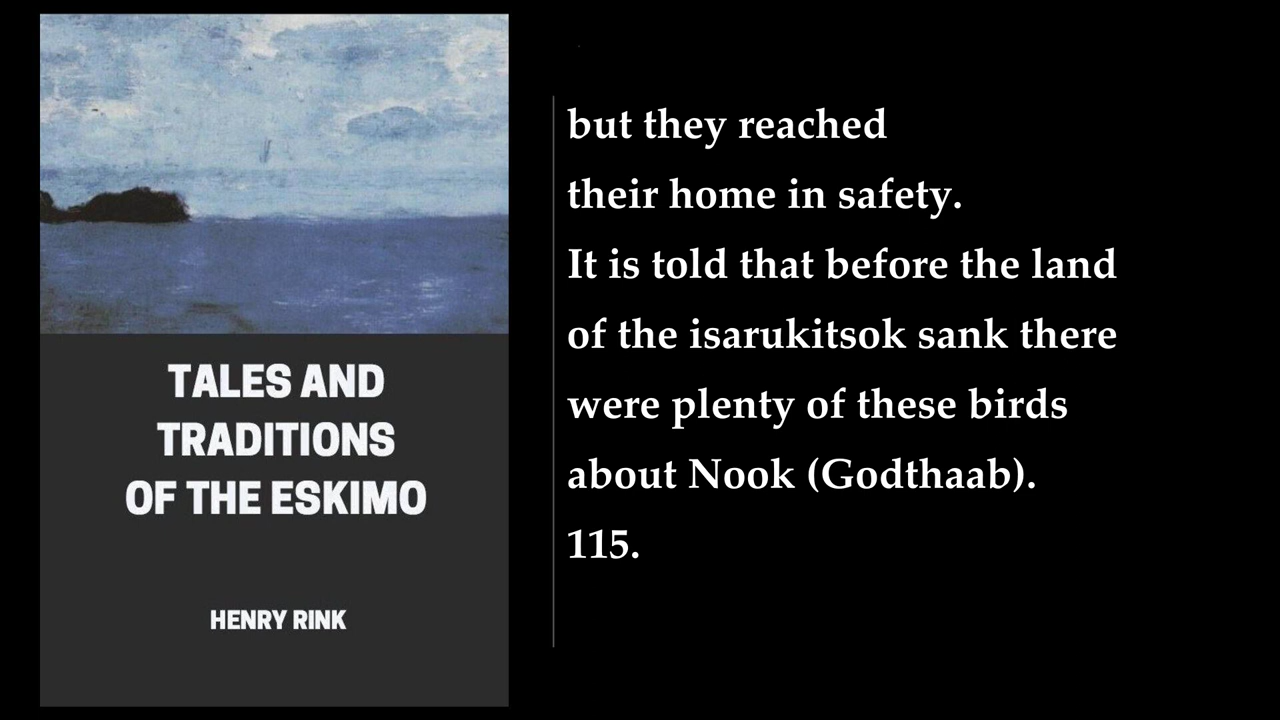 TALES AND
TRADITIONS
OF THE ESKIMO
HENRY RINK
but they reached
their home in safety.
It is told that before the land
of the isarukitsok sank there
were plenty of these birds
about Nook (Godthaab).
115.